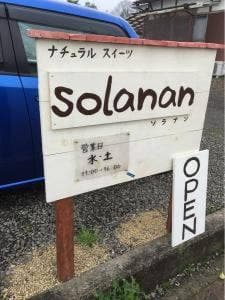 ナチュラル スイーツ
solanan
ソラナン
営業日
水・土
11:00~16:00
OPEN